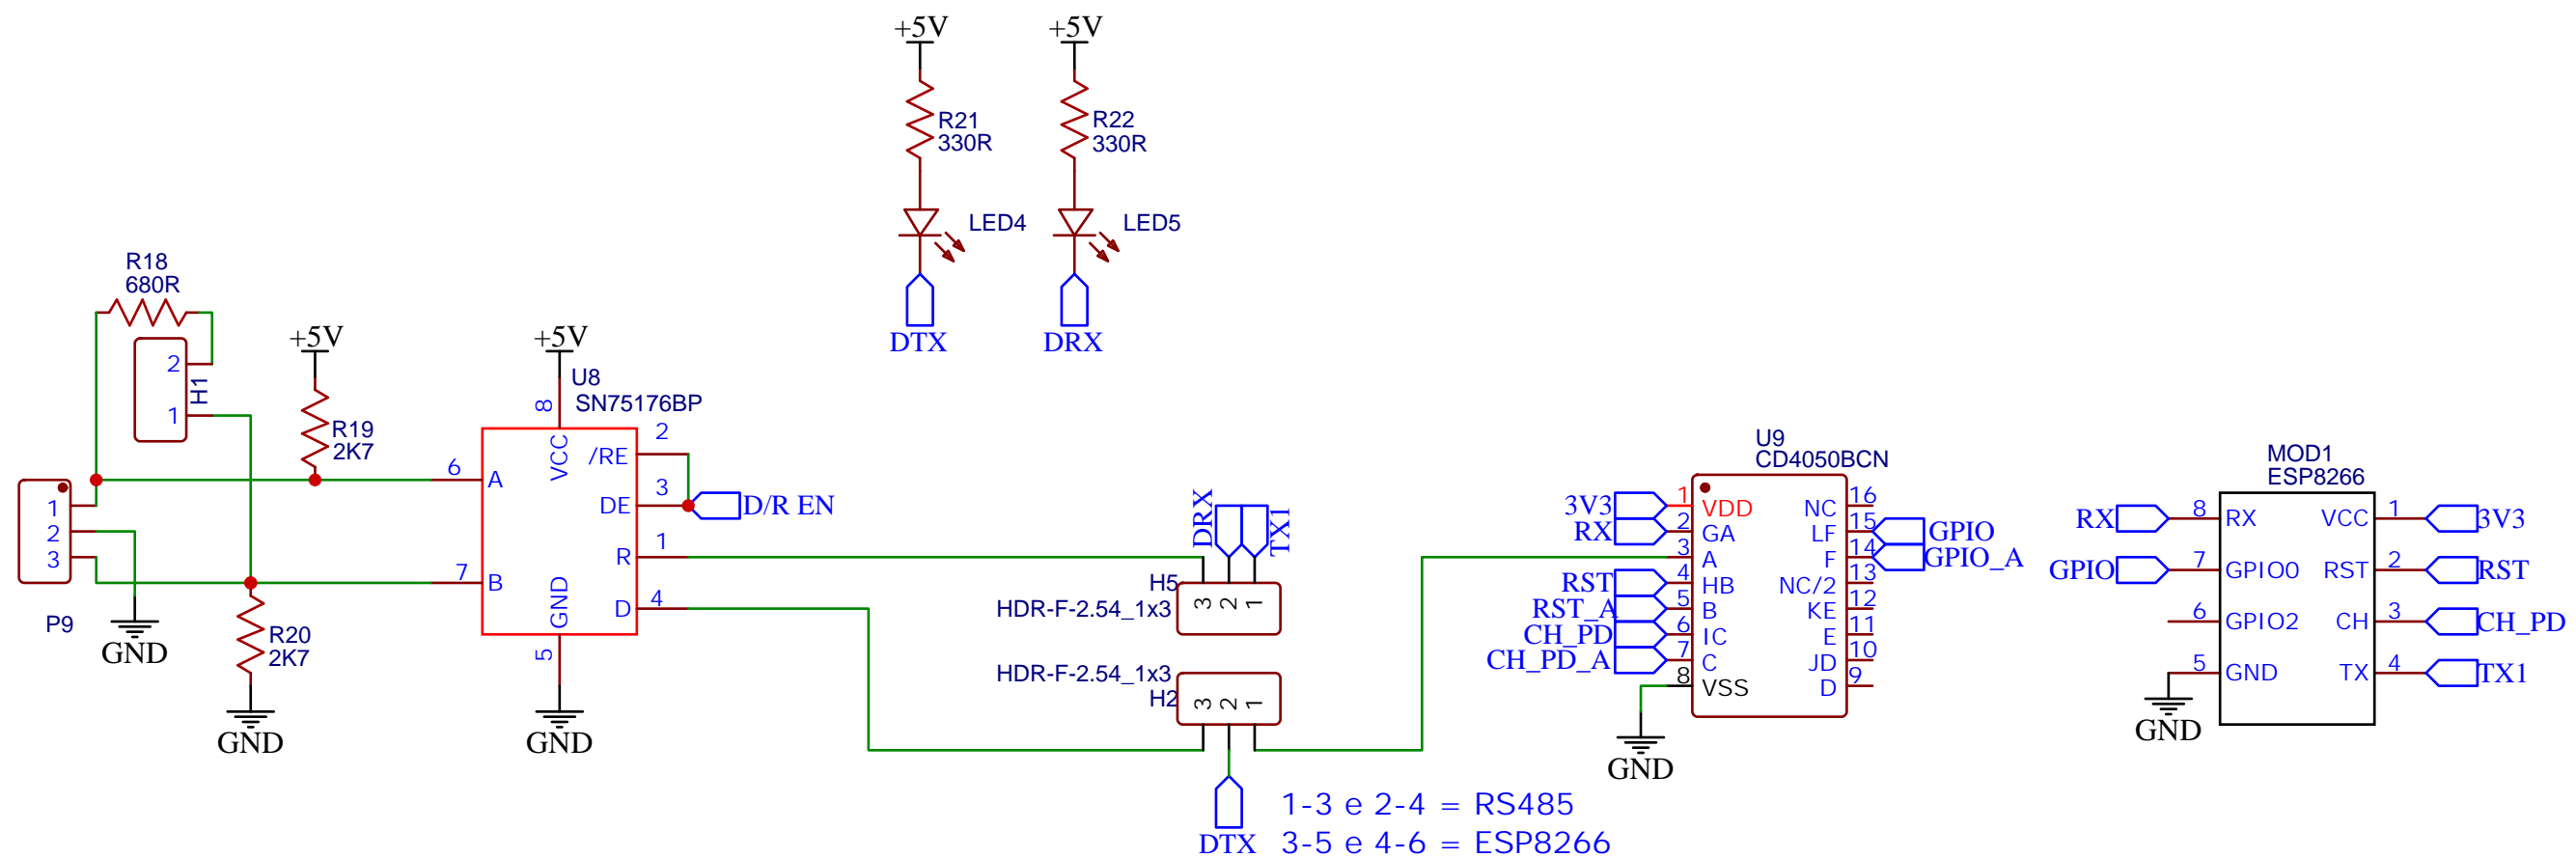 +5V
+5V
R21
330R
R22
330R
LED4
LED5
DTX
DRX
R18
680R
2
1
H1
+5V
R19
2K7
1
2
3
P9
GND
R20
2K7
GND
+5V
U8
SN75176BP
8
VCC
/RE
2
6
A
DE
3
D/R EN
R
1
7
B
GND
D
4
5
GND
DRX
TX1
H5
HDR-F-2.54_1x3
3 2 1
HDR-F-2.54_1x3
H2
3 2 1
DTX
1-3 e 2-4 = RS485
3-5 e 4-6 = ESP8266
U9
CD4050BCN
3V3 1 VDD NC 16
RX 2 GA LF 15 GPIO
3 A F 14 GPIO_A
RST 4 HB NC/2 13
RST_A 5 B KE 12
CH_PD 6 IC E 11
CH_PD_A 7 C JD 10
8 VSS D 9
GND
MOD1
ESP8266
RX 8 RX VCC 1 3V3
GPIO 7 GPIO0 RST 2 RST
6 GPIO2 CH 3 CH_PD
5 GND TX 4 TX1
GND